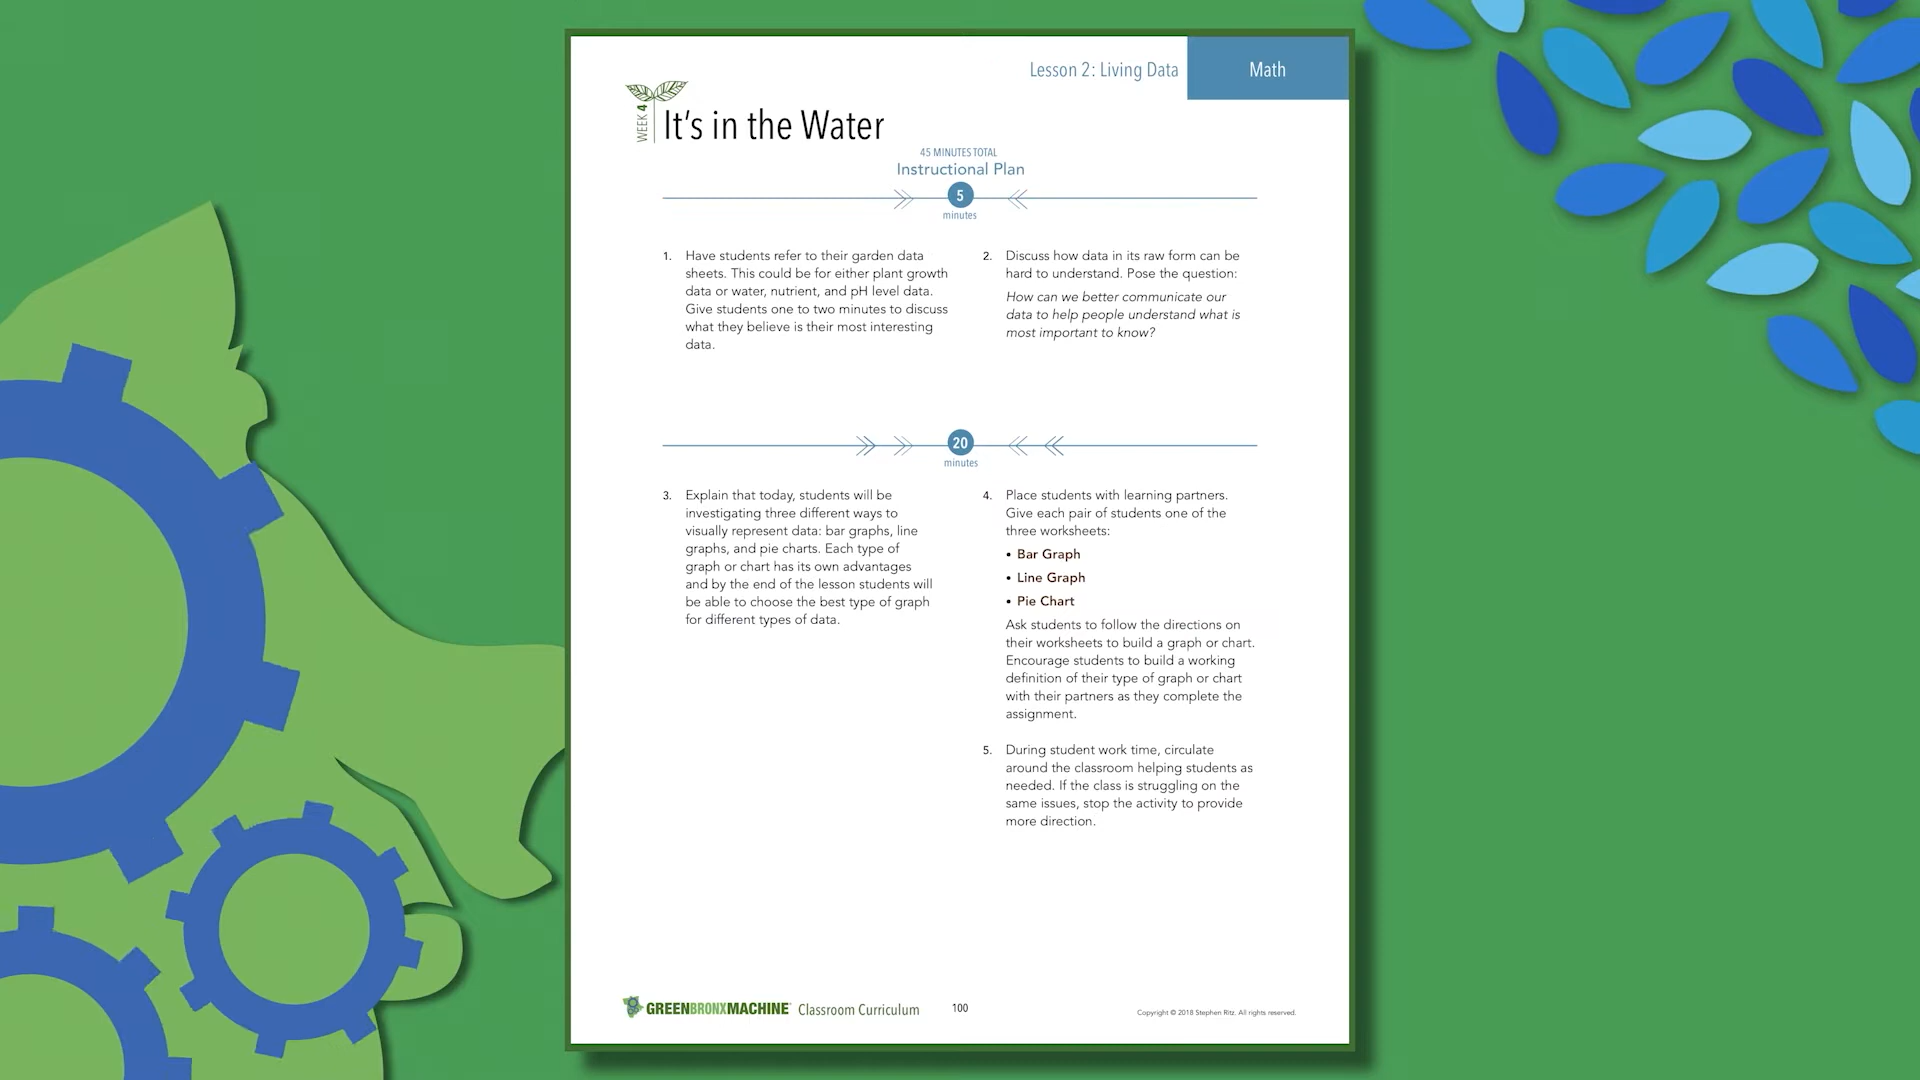 Lesson 2: Living Data
Math
WEEK 4
It's in the Water
45 MINUTES TOTAL
Instructional Plan
5
minutes
1. Have students refer to their garden data
sheets. This could be for either plant growth
data or water, nutrient, and pH level data.
Give students one to two minutes to discuss
what they believe is their most interesting
data.
2. Discuss how data in its raw form can be
hard to understand. Pose the question:
How can we better communicate our
data to help people understand what is
most important to know?
20
minutes
3. Explain that today, students will be
investigating three different ways to
visually represent data: bar graphs, line
graphs, and pie charts. Each type of
graph or chart has its own advantages
and by the end of the lesson students will
be able to choose the best type of graph
for different types of data.
4. Place students with learning partners.
Give each pair of students one of the
three worksheets:
• Bar Graph
• Line Graph
• Pie Chart
Ask students to follow the directions on
their worksheets to build a graph or chart.
Encourage students to build a working
definition of their type of graph or chart
with their partners as they complete the
assignment.
5. During student work time, circulate
around the classroom helping students as
needed. If the class is struggling on the
same issues, stop the activity to provide
more direction.
GREENBRONXMACHINE Classroom Curriculum
100
Copyright © 2018 Stephen Ritz. All rights reserved.